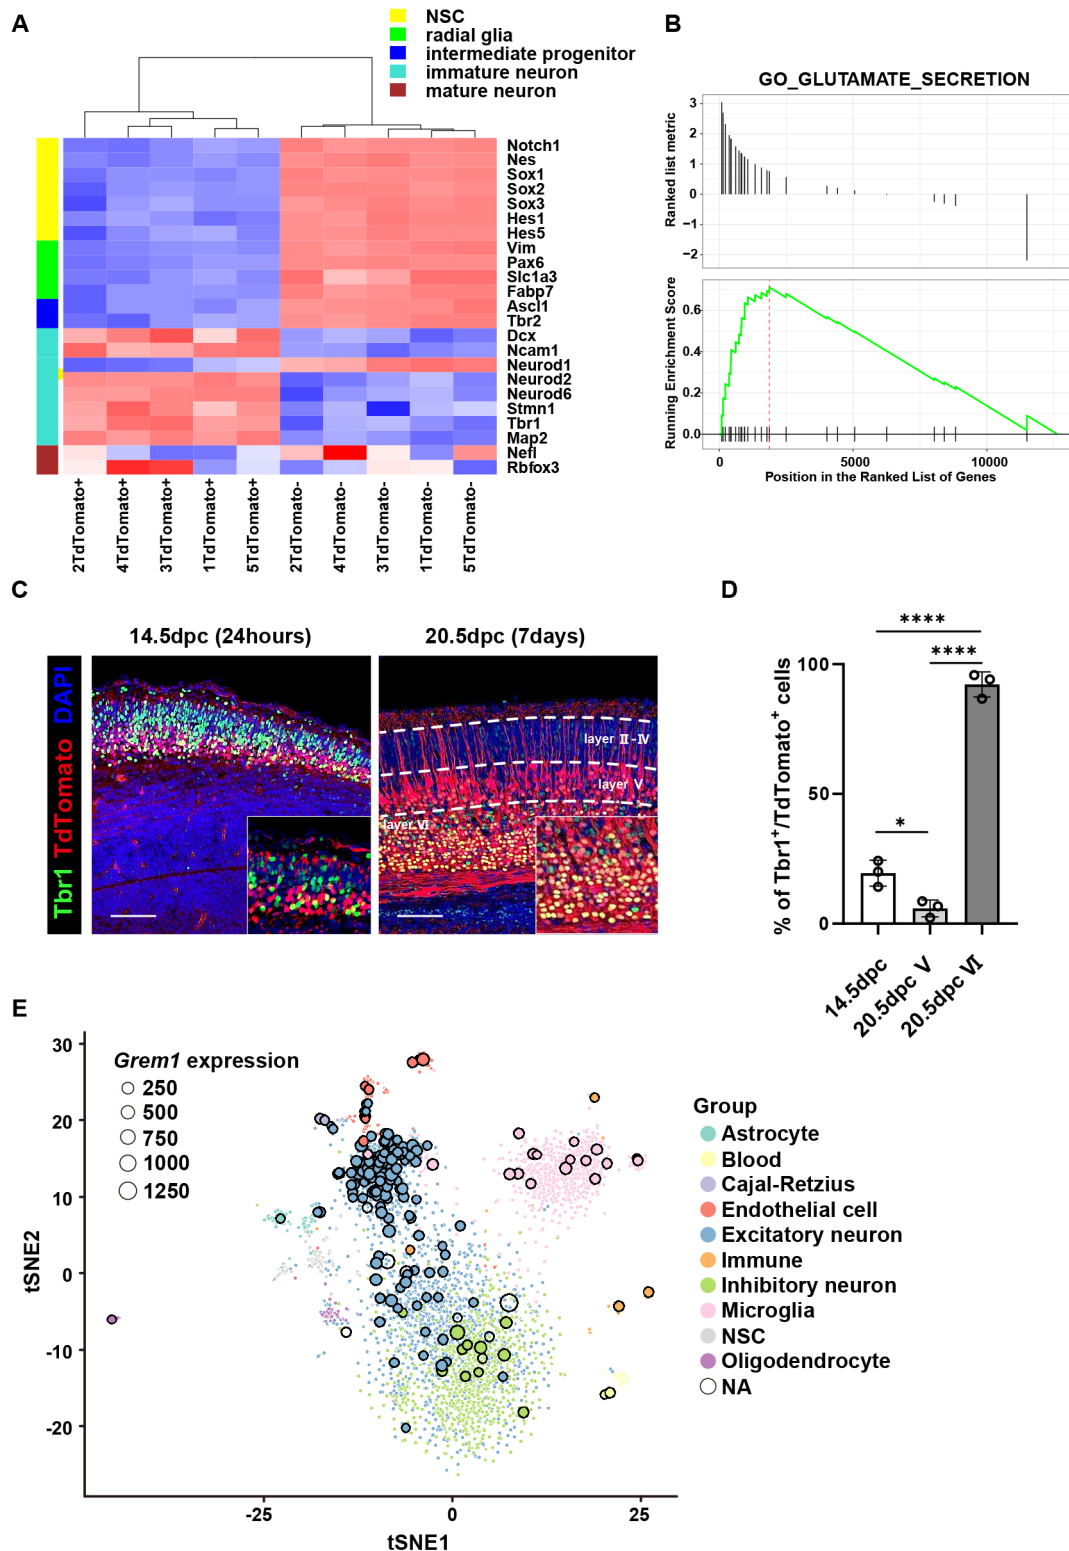 A
NSC
radial glia
intermediate progenitor
immature neuron
mature neuron
Notch1
Nes
Sox1
Sox2
Sox3
Hes1
Hes5
Vim
Pax6
Slc1a3
Fabp7
Ascl1
Tbr2
Dcx
Ncam1
Neurod1
Neurod2
Neurod6
Stmn1
Tbr1
Map2
Nefl
Rbfox3
2TdTomato+
4TdTomato+
3TdTomato+
1TdTomato+
5TdTomato+
2TdTomato-
4TdTomato-
3TdTomato-
1TdTomato-
5TdTomato-
B
GO_GLUTAMATE_SECRETION
Ranked list metric
3
2
1
0
−1
−2
Running Enrichment Score
0.6
0.4
0.2
0.0
0
5000
10000
Position in the Ranked List of Genes
C
14.5dpc (24hours)
20.5dpc (7days)
Tbr1 TdTomato DAPI
layer II-IV
layer V
layer VI
D
% of Tbr1+/TdTomato+ cells
100
50
0
****
****
*
14.5dpc
20.5dpc V
20.5dpc VI
E
Grem1 expression
250
500
750
1000
1250
tSNE2
30
20
10
0
-10
-20
-25
0
25
tSNE1
Group
Astrocyte
Blood
Cajal-Retzius
Endothelial cell
Excitatory neuron
Immune
Inhibitory neuron
Microglia
NSC
Oligodendrocyte
NA